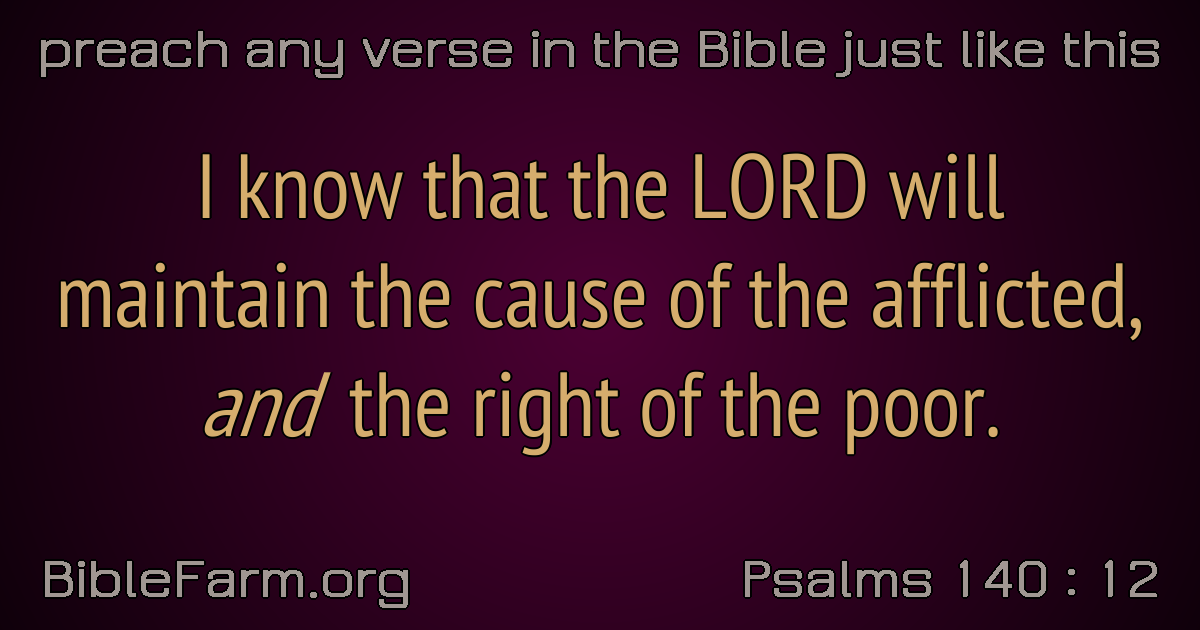 preach any verse in the Bible just like this
I know that the LORD will
maintain the cause of the afflicted,
and the right of the poor.
BibleFarm.org
Psalms 140 : 12